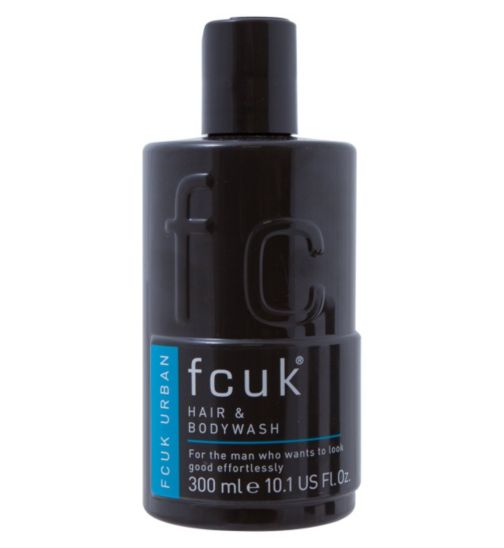 fc
FCUK URBAN
fcuk®
HAIR &
BODYWASH
For the man who wants to look
good effortlessly
300 ml e 10.1 US Fl. Oz.